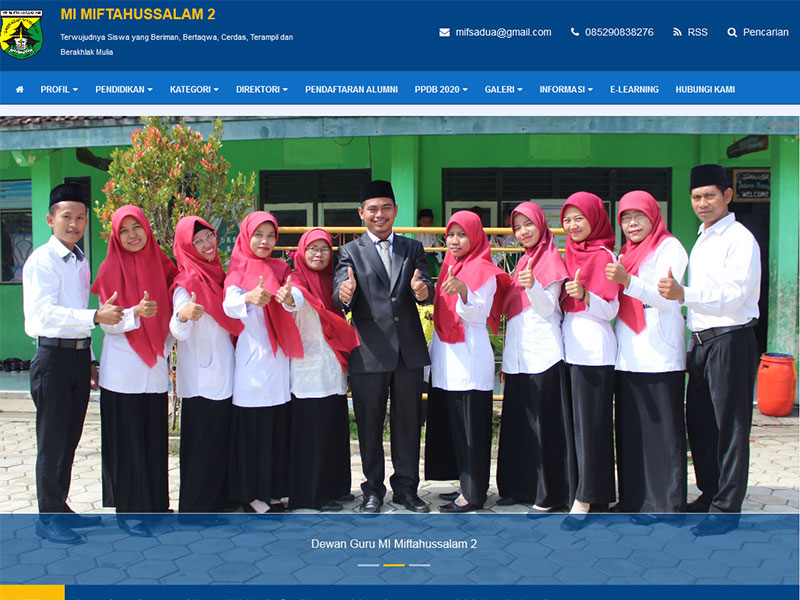 MI MIFTAHUSSALAM 2
Terwujudnya Siswa yang Beriman, Bertaqwa, Cerdas, Terampil dan
Berakhlak Mulia
mifsadua@gmail.com 085290838276 RSS Pencarian
PROFIL PENDIDIKAN KATEGORI DIREKTORI PENDAFTARAN ALUMNI PPDB 2020 GALERI INFORMASI E-LEARNING HUBUNGI KAMI
WELCOME
Dewan Guru MI Miftahussalam 2